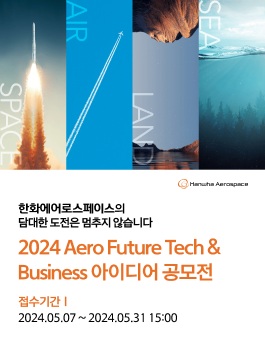 SPACE
AIR
LAND
SEA
Hanwha Aerospace
한화에어로스페이스의
담대한 도전은 멈추지 않습니다
2024 Aero Future Tech &
Business 아이디어 공모전
접수기간 |
2024.05.07 ~ 2024.05.31 15:00